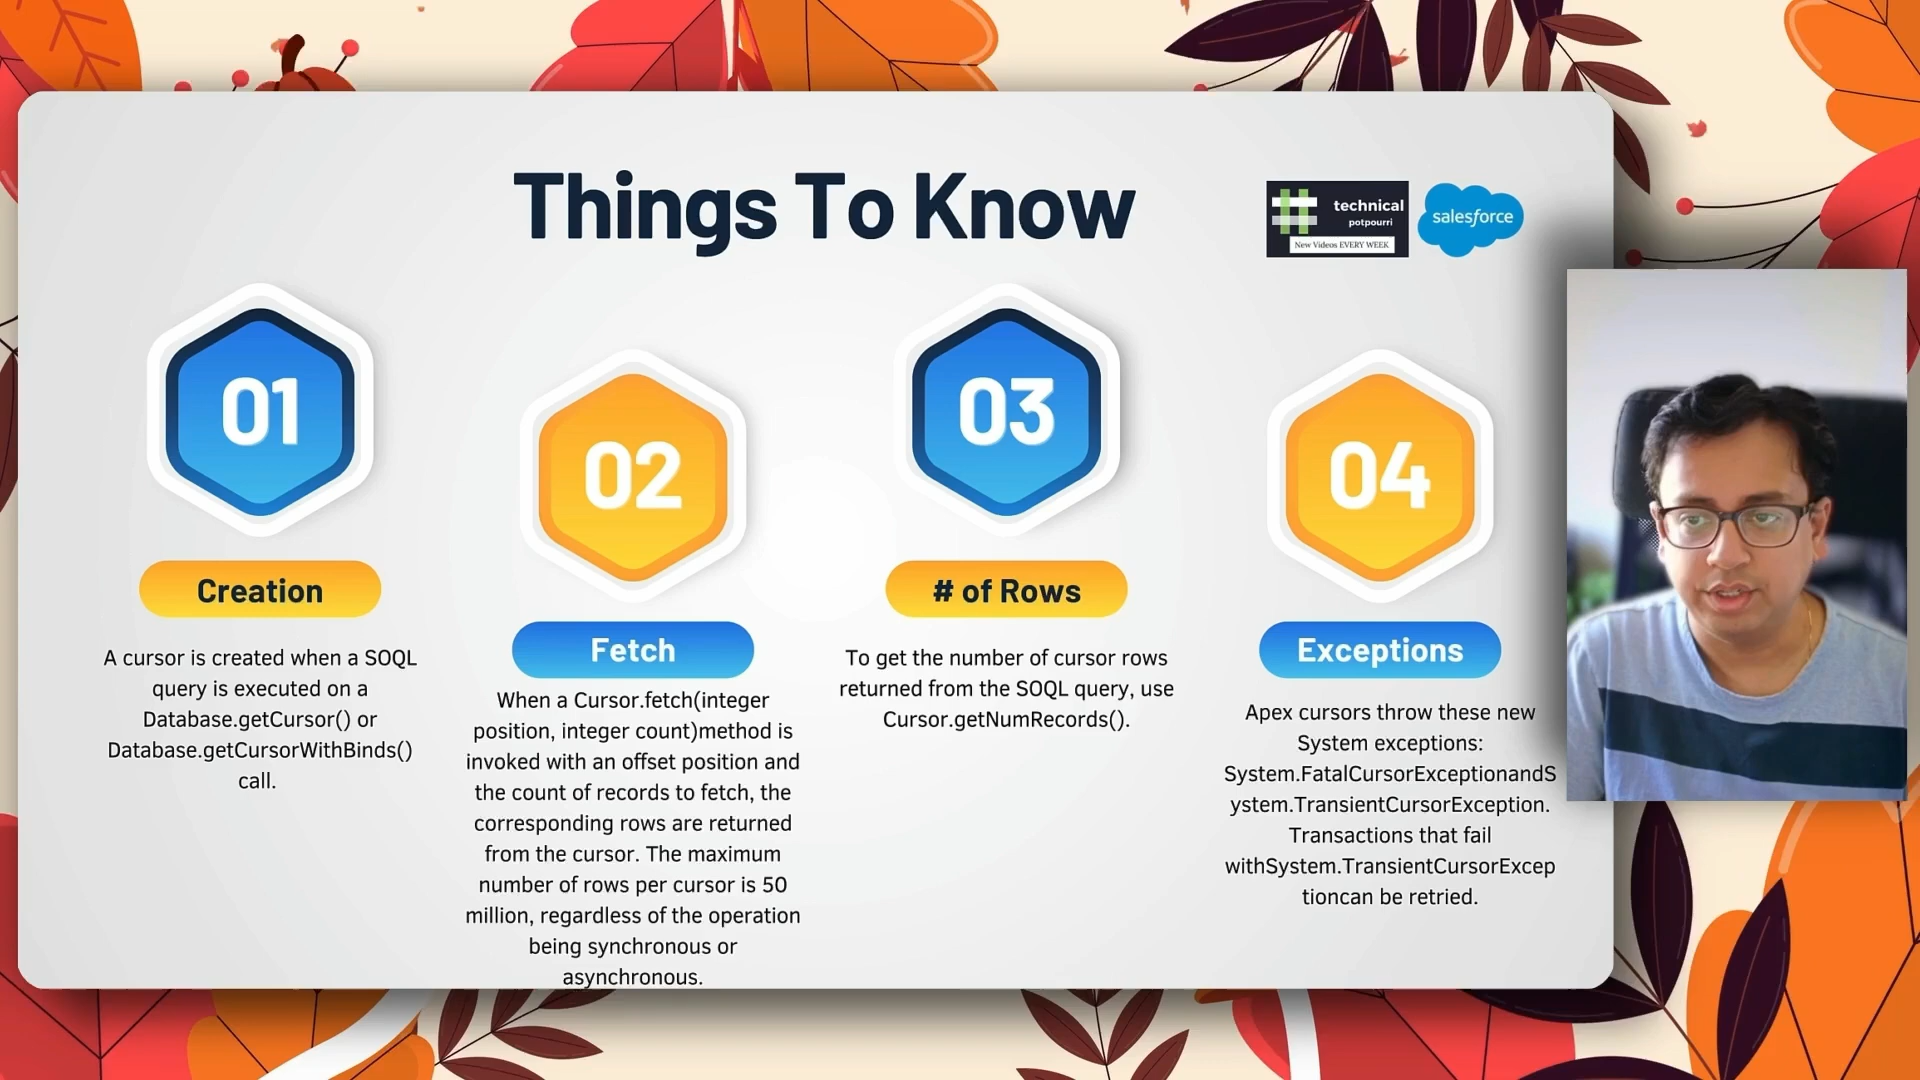 Things To Know
technical
potpourri
New Videos EVERY WEEK
salesforce
01
Creation
A cursor is created when a SOQL
query is executed on a
Database.getCursor() or
Database.getCursorWithBinds()
call.
02
Fetch
When a Cursor.fetch(integer
position, integer count)method is
invoked with an offset position and
the count of records to fetch, the
corresponding rows are returned
from the cursor. The maximum
number of rows per cursor is 50
million, regardless of the operation
being synchronous or
asynchronous.
03
# of Rows
To get the number of cursor rows
returned from the SOQL query, use
Cursor.getNumRecords().
04
Exceptions
Apex cursors throw these new
System exceptions:
System.FatalCursorExceptionandS
ystem.TransientCursorException.
Transactions that fail
withSystem.TransientCursorExcep
tioncan be retried.